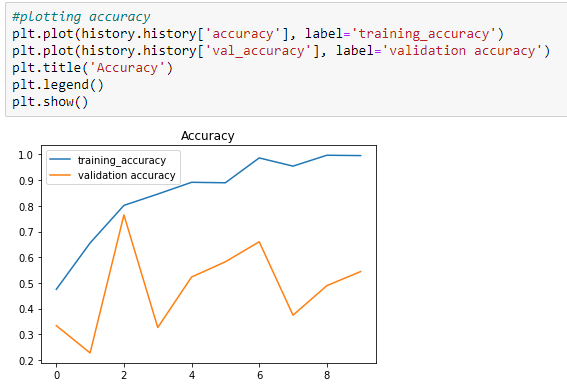 #plotting accuracy
plt.plot(history.history['accuracy'], label='training_accuracy')
plt.plot(history.history['val_accuracy'], label='validation accuracy')
plt.title('Accuracy')
plt.legend()
plt.show()
Accuracy
training_accuracy
validation accuracy
1.0
0.9
0.8
0.7
0.6
0.5
0.4
0.3
0.2
0 2 4 6 8